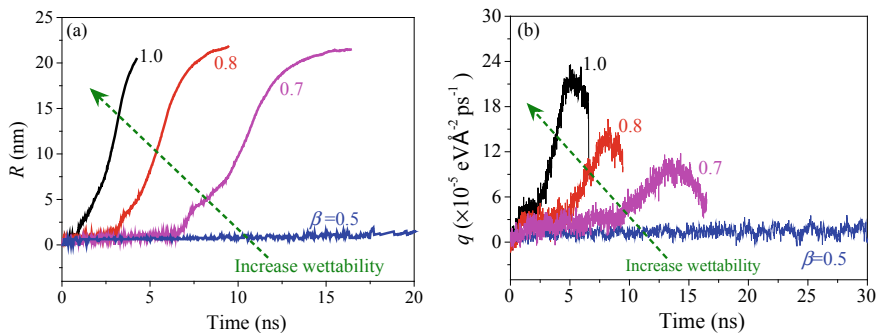 (a)
25
20
15
10
5
0
R (nm)
1.0
0.8
0.7
β=0.5
Increase wettability
0 5 10 15 20
Time (ns)
(b)
30
24
18
12
6
0
q (×10⁻⁵ eVÅ⁻² ps⁻¹)
1.0
0.8
0.7
β=0.5
Increase wettability
0 5 10 15 20 25 30
Time (ns)